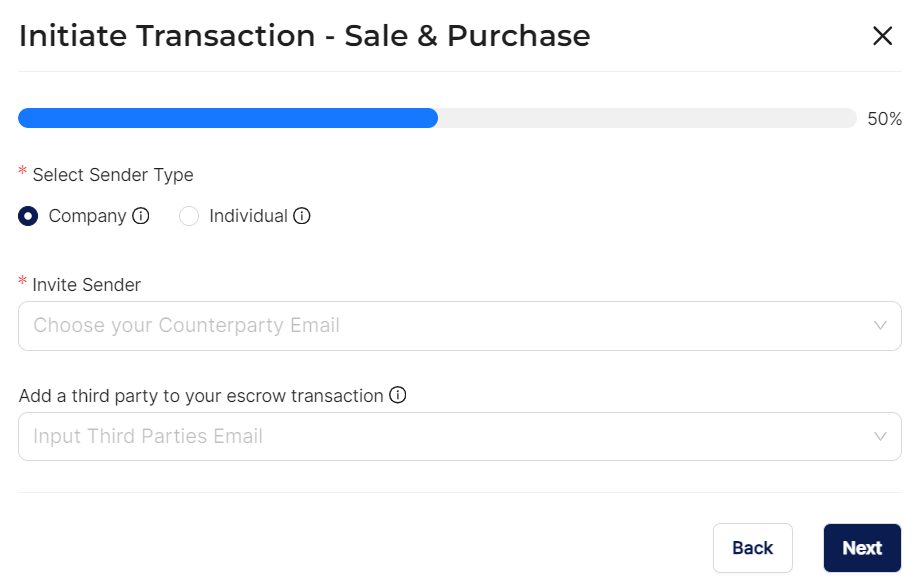 Initiate Transaction - Sale & Purchase
50%
* Select Sender Type
Company Individual
* Invite Sender
Choose your Counterparty Email
Add a third party to your escrow transaction
Input Third Parties Email
Back Next